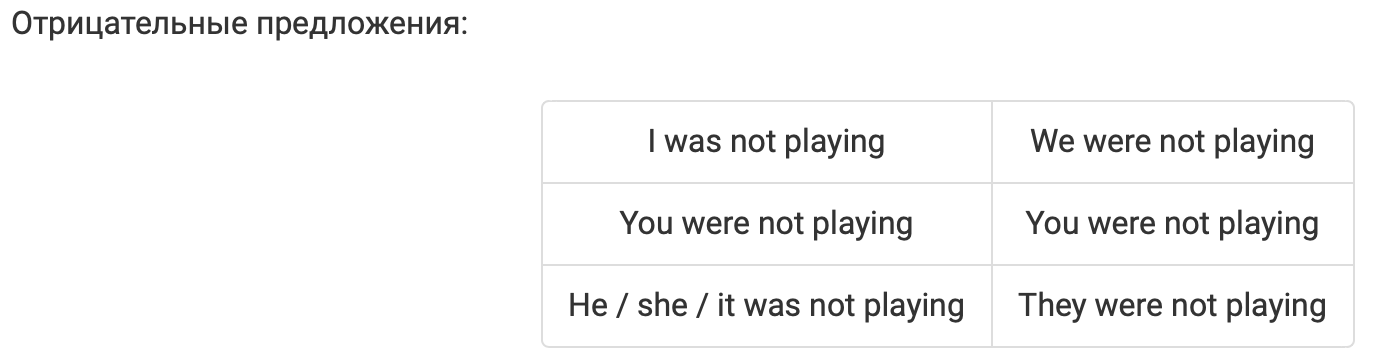 Отрицательные предложения:
I was not playing
We were not playing
You were not playing
You were not playing
He / she / it was not playing
They were not playing